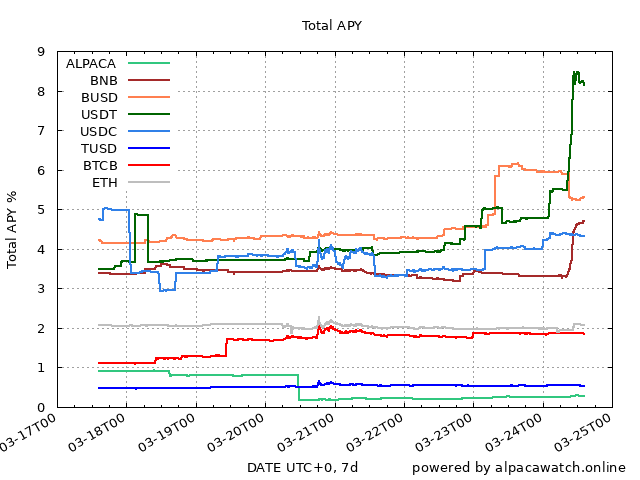 Total APY
ALPACA
BNB
BUSD
USDT
USDC
TUSD
BTCB
ETH
Total APY %
9
8
7
6
5
4
3
2
1
0
03-17T00
03-18T00
03-19T00
03-20T00
03-21T00
03-22T00
03-23T00
03-24T00
03-25T00
DATE UTC+0, 7d
powered by alpacawatch.online